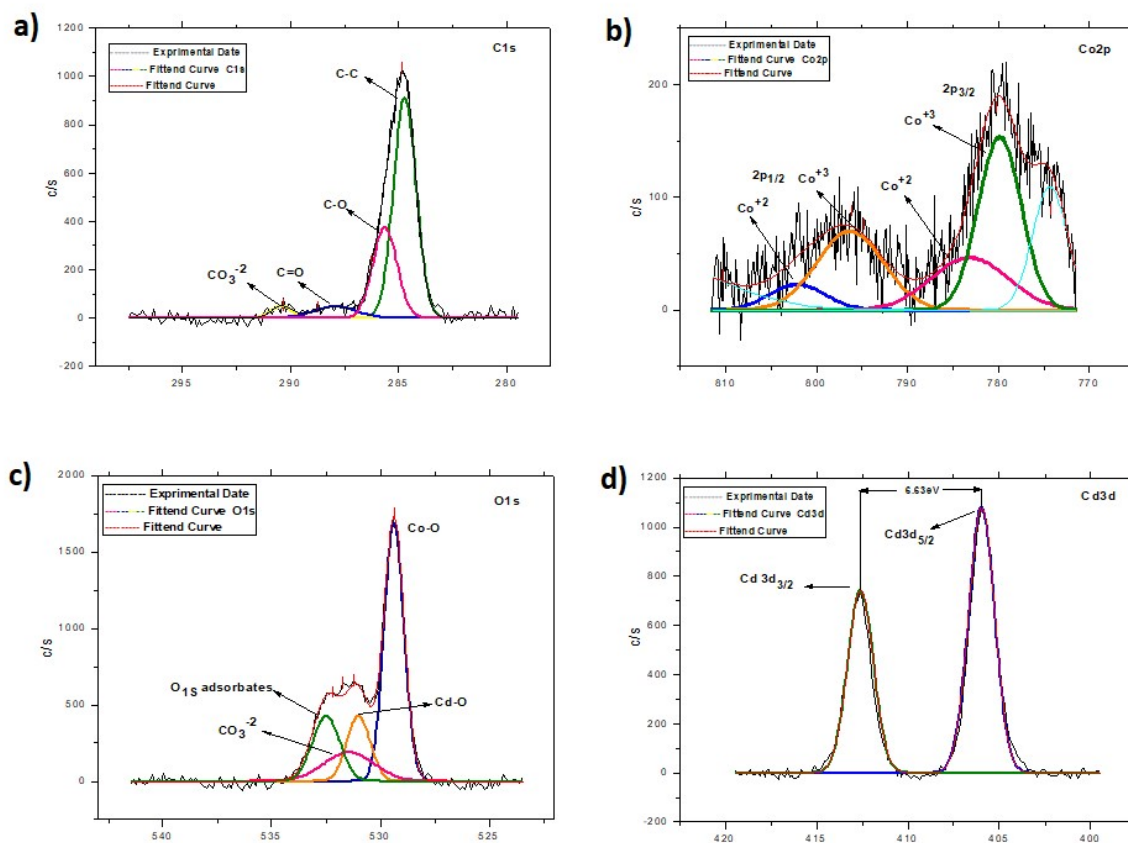 a)
C1s
Exprimental Date
Fittend Curve C1s
Fittend Curve
C-C
C-O
C=O
CO3-2
c/s
1200
1000
800
600
400
200
0
-200
295 290 285 280
b)
Co2p
Exprimental Date
Fittend Curve Co2p
Fittend Curve
2p3/2
Co+3
2p1/2
Co+3
Co+2
Co+2
c/s
200
100
0
810 800 790 780 770
c)
O1s
Exprimental Date
Fittend Curve O1s
Fittend Curve
Co-O
O1S adsorbates
Cd-O
CO3-2
c/s
2000
1500
1000
500
0
540 535 530 525
d)
Cd3d
Exprimental Date
Fittend Curve Cd3d
Fittend Curve
6.63eV
Cd3d5/2
Cd 3d3/2
c/s
1200
1000
800
600
400
200
0
-200
420 415 410 405 400